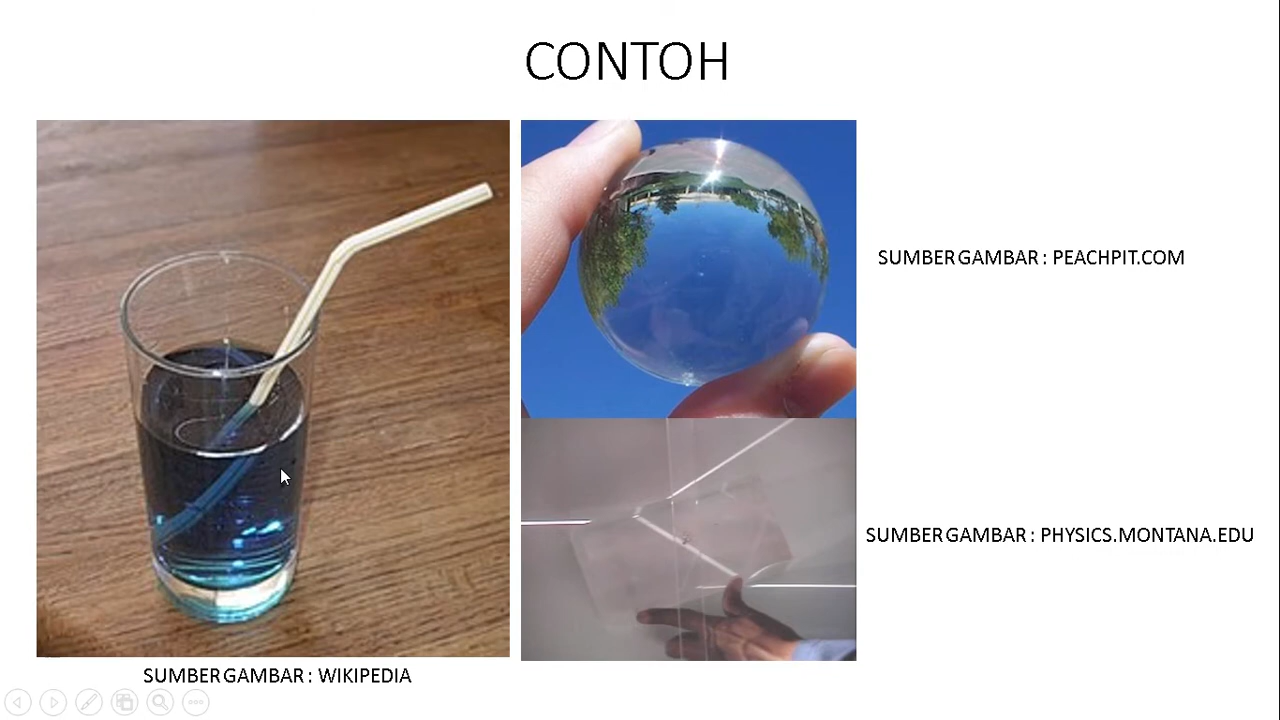 CONTOH
SUMBER GAMBAR : PEACHPIT.COM
SUMBER GAMBAR : PHYSICS.MONTANA.EDU
SUMBER GAMBAR : WIKIPEDIA